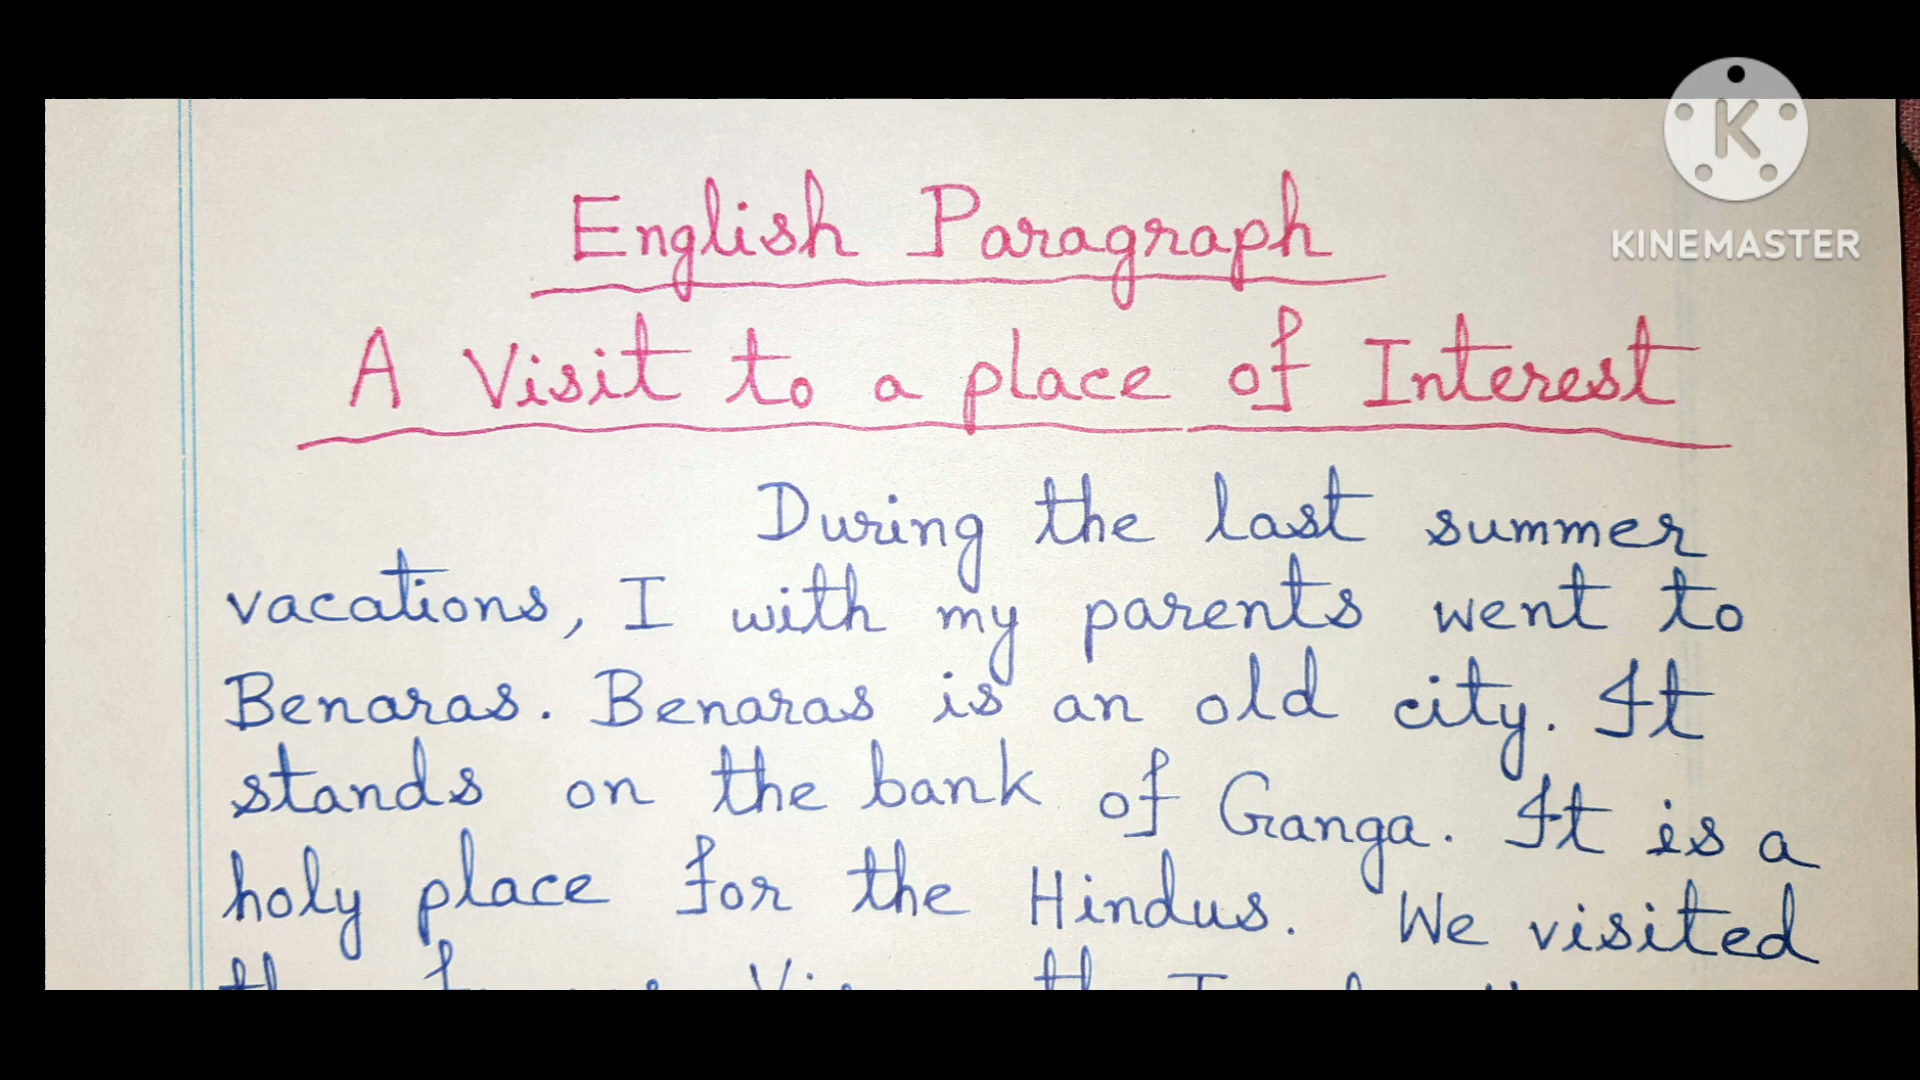 KINEMASTER
English Paragraph
A Visit to a place of Interest
During the last summer
vacations, I with my parents went to
Benaras. Benaras is an old city. It
stands on the bank of Ganga. It is a
holy place for the Hindus. We visited